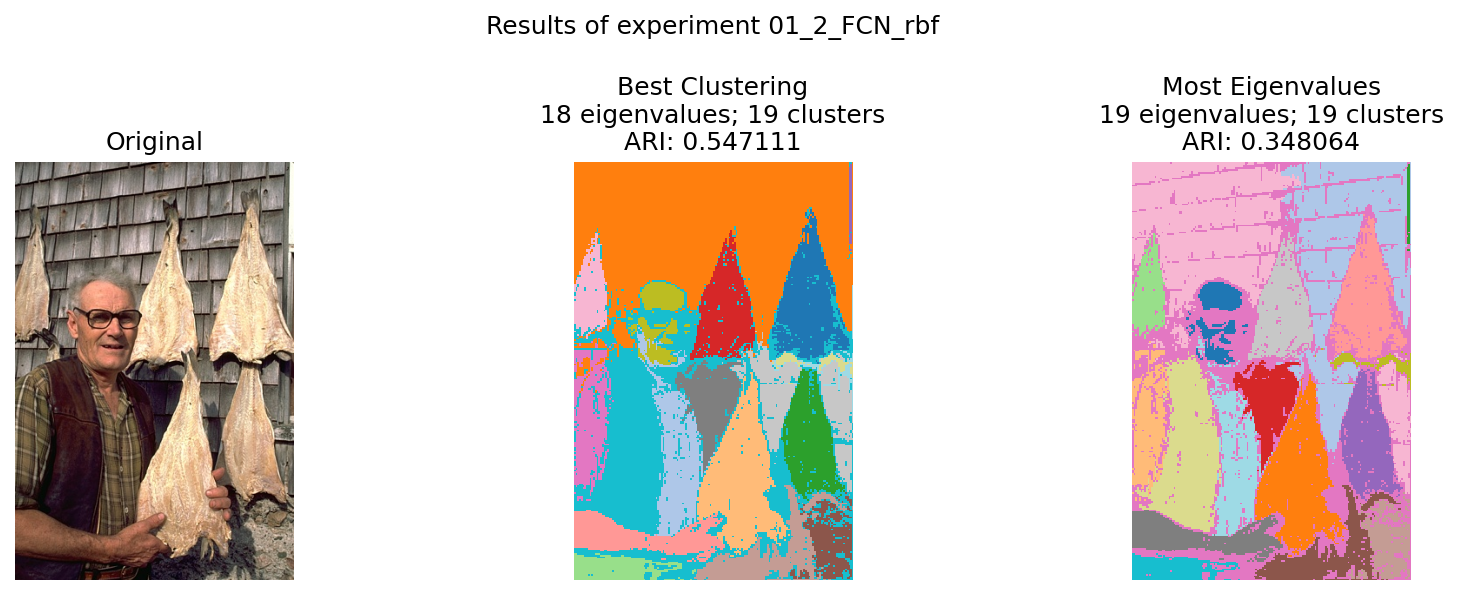 Results of experiment 01_2_FCN_rbf
Original
Best Clustering
18 eigenvalues; 19 clusters
ARI: 0.547111
Most Eigenvalues
19 eigenvalues; 19 clusters
ARI: 0.348064